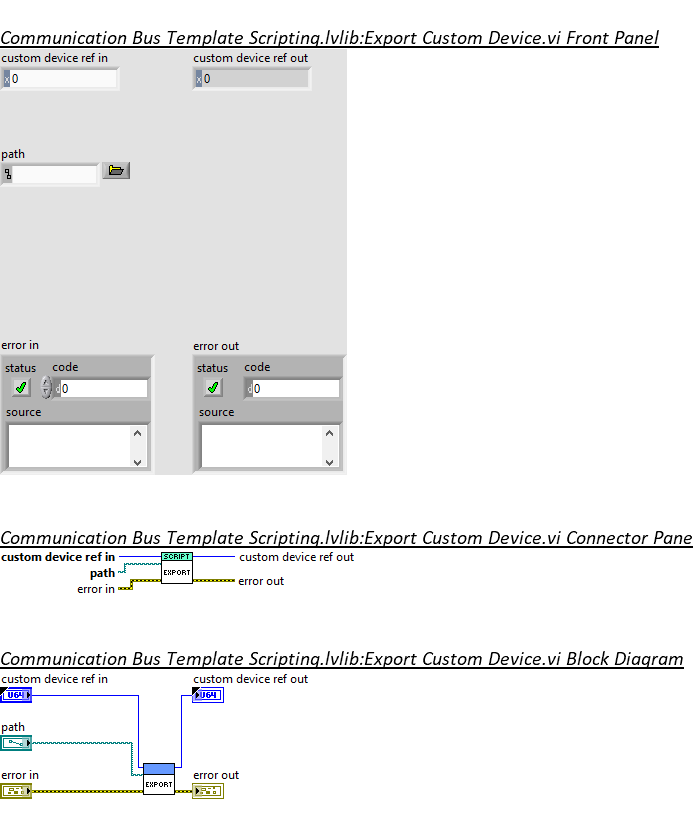 Communication Bus Template Scripting.lvlib:Export Custom Device.vi Front Panel
custom device ref in custom device ref out
x 0 x 0
path
error in error out
status code status code
d 0 d 0
source source
Communication Bus Template Scripting.lvlib:Export Custom Device.vi Connector Pane
custom device ref in SCRIPT custom device ref out
path EXPORT
error in error out
Communication Bus Template Scripting.lvlib:Export Custom Device.vi Block Diagram
custom device ref in custom device ref out
U64 U64
path
error in error out
EXPORT